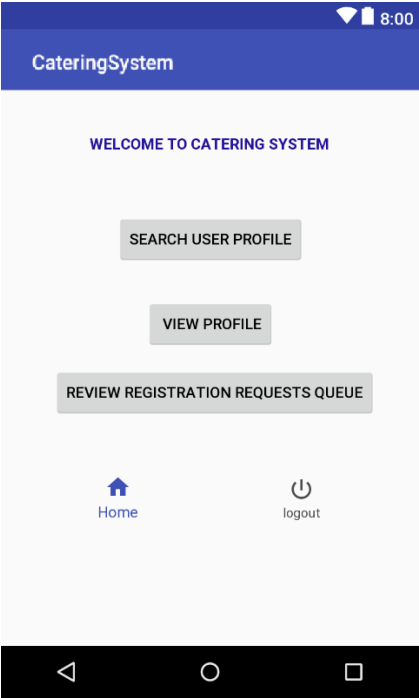 8:00
CateringSystem
WELCOME TO CATERING SYSTEM
SEARCH USER PROFILE
VIEW PROFILE
REVIEW REGISTRATION REQUESTS QUEUE
Home
logout